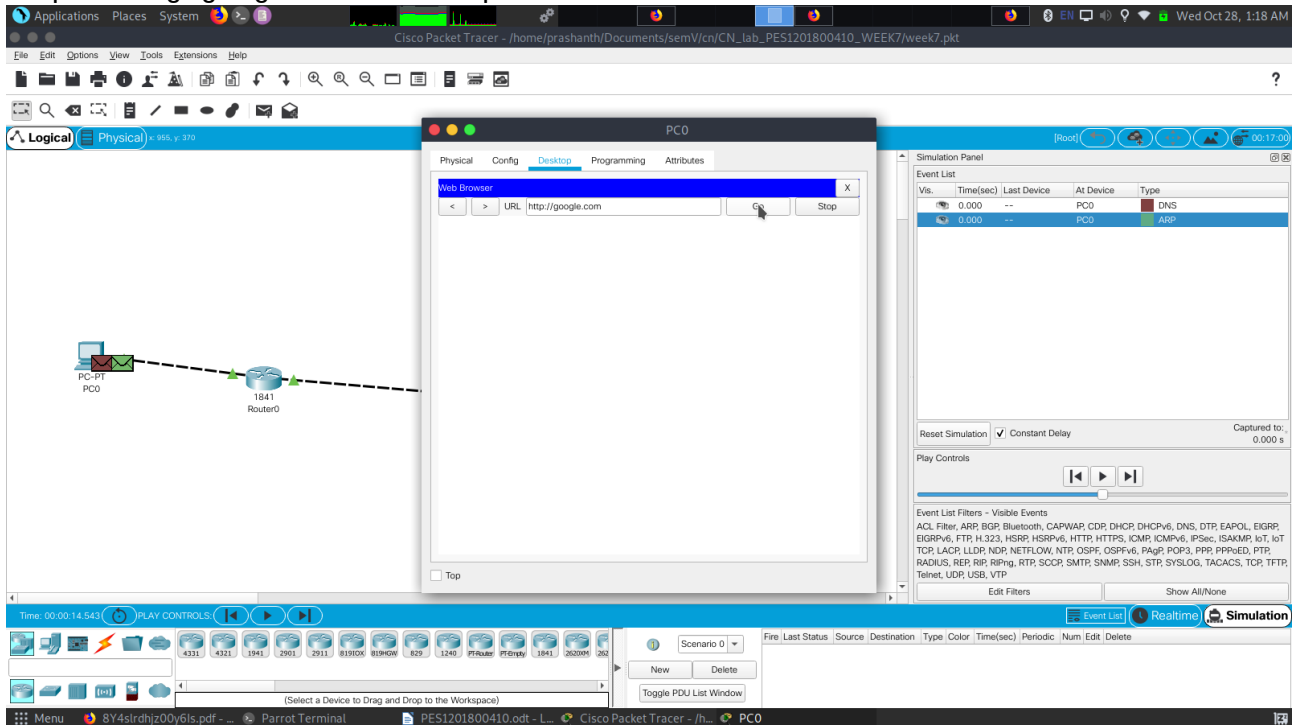 Applications Places System
EN Wed Oct 28, 1:18 AM
Cisco Packet Tracer - /home/prashanth/Documents/semV/cn/CN_lab_PES1201800410_WEEK7/week7.pkt
File Edit Options View Tools Extensions Help
?
Logical Physical x: 955, y: 370
[Root] 00:17:00
PC0
Physical Config Desktop Programming Attributes
Web Browser X
< > URL http://google.com Go Stop
Top
PC-PT
PC0
1841
Router0
Simulation Panel
Event List
Vis. Time(sec) Last Device At Device Type
0.000 -- PC0 DNS
0.000 -- PC0 ARP
Reset Simulation Constant Delay Captured to:
0.000 s
Play Controls
Event List Filters - Visible Events
ACL Filter, ARP, BGP, Bluetooth, CAPWAP, CDP, DHCP, DHCPv6, DNS, DTP, EAPOL, EIGRP,
EIGRPv6, FTP, H.323, HSRP, HSRPv6, HTTP, HTTPS, ICMP, ICMPv6, IPSec, ISAKMP, IoT, IoT
TCP, LACP, LLDP, NDP, NETFLOW, NTP, OSPF, OSPFv6, PAgP, POP3, PPP, PPPoED, PTP,
RADIUS, REP, RIP, RIPng, RTP, SCCP, SMTP, SNMP, SSH, STP, SYSLOG, TACACS, TCP, TFTP,
Telnet, UDP, USB, VTP
Edit Filters Show All/None
Time: 00:00:14.543 PLAY CONTROLS: Event List Realtime Simulation
4331 4321 1941 2901 2911 819IOX 819HGW 829 1240 PT-Router PT-Empty 1841 2620XM 262
(Select a Device to Drag and Drop to the Workspace)
Scenario 0
New Delete
Toggle PDU List Window
Fire Last Status Source Destination Type Color Time(sec) Periodic Num Edit Delete
Menu 8Y4slrdhjz00y6ls.pdf - ... Parrot Terminal PES1201800410.odt - L... Cisco Packet Tracer - /h... PC0